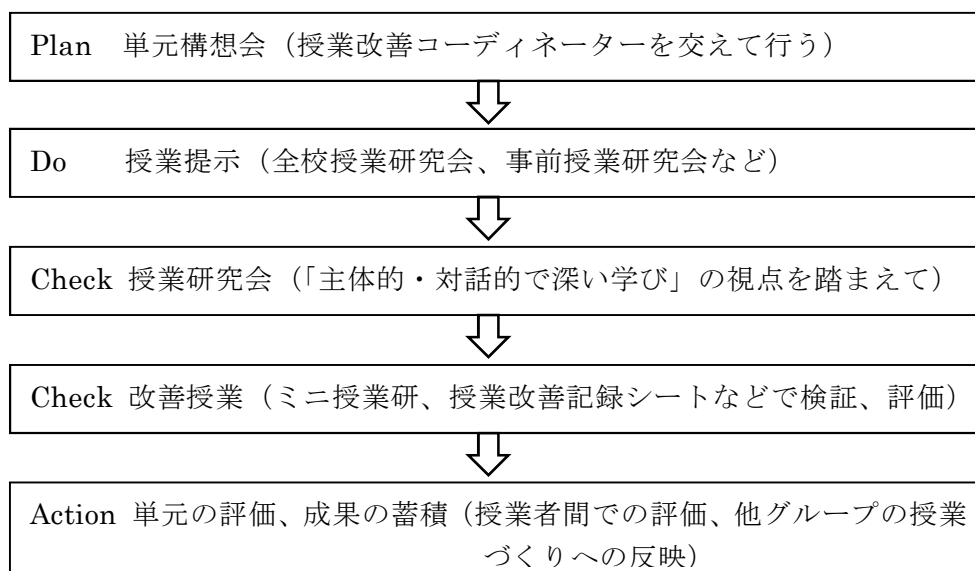 Plan 単元構想会（授業改善コーディネーターを交えて行う）
Do 授業提示（全校授業研究会、事前授業研究会など）
Check 授業研究会（「主体的・対話的で深い学び」の視点を踏まえて）
Check 改善授業（ミニ授業研、授業改善記録シートなどで検証、評価）
Action 単元の評価、成果の蓄積（授業者間での評価、他グループの授業
づくりへの反映）